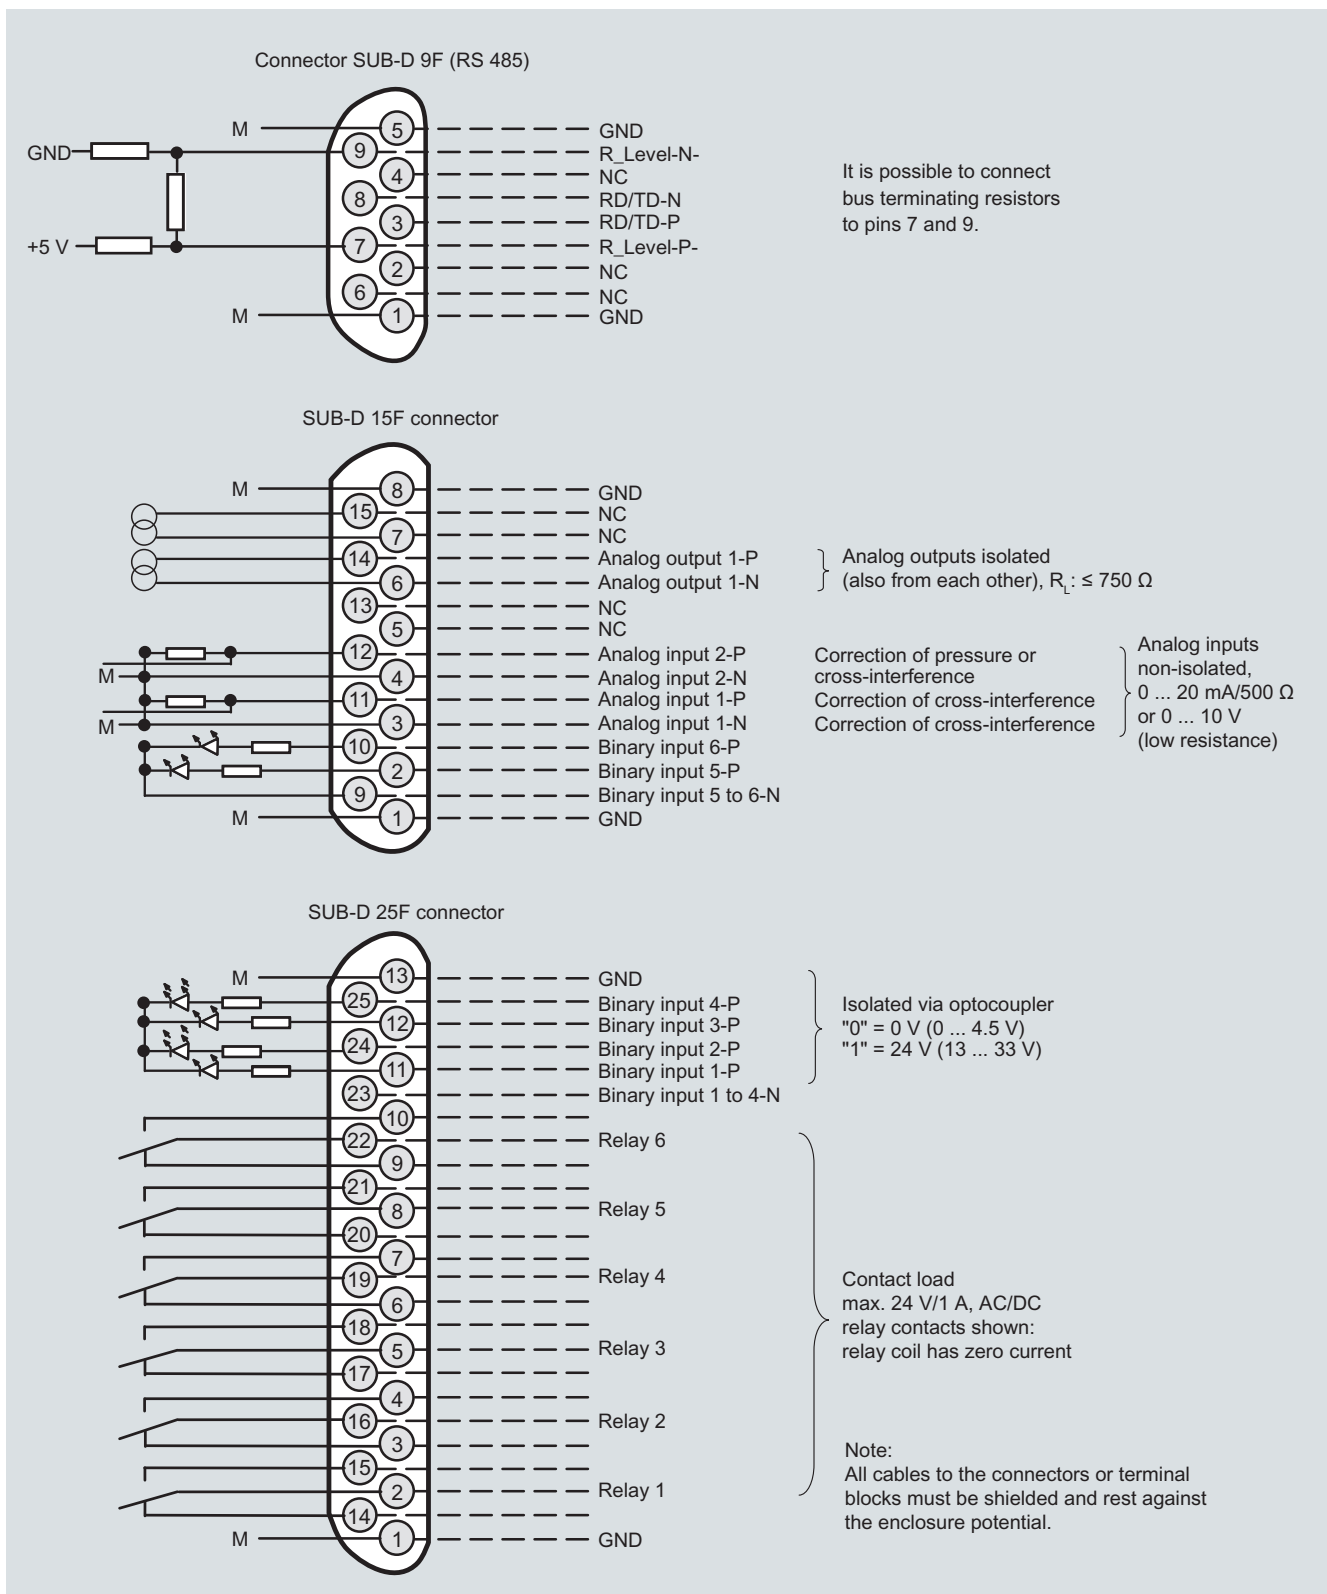 Connector SUB-D 9F (RS 485)
M 5 GND
GND 9 R_Level-N-
4 NC
8 RD/TD-N
3 RD/TD-P
+5 V 7 R_Level-P-
2 NC
6 NC
M 1 GND
It is possible to connect
bus terminating resistors
to pins 7 and 9.
SUB-D 15F connector
M 8 GND
15 NC
7 NC
14 Analog output 1-P
6 Analog output 1-N
Analog outputs isolated
(also from each other), RL: ≤ 750 Ω
13 NC
5 NC
12 Analog input 2-P
M 4 Analog input 2-N
11 Analog input 1-P
M 3 Analog input 1-N
Correction of pressure or
cross-interference
Correction of cross-interference
Correction of cross-interference
Analog inputs
non-isolated,
0 ... 20 mA/500 Ω
or 0 ... 10 V
(low resistance)
10 Binary input 6-P
2 Binary input 5-P
9 Binary input 5 to 6-N
M 1 GND
SUB-D 25F connector
M 13 GND
25 Binary input 4-P
12 Binary input 3-P
24 Binary input 2-P
11 Binary input 1-P
23 Binary input 1 to 4-N
Isolated via optocoupler
"0" = 0 V (0 ... 4.5 V)
"1" = 24 V (13 ... 33 V)
10
22 Relay 6
9
21
8 Relay 5
20
7
19 Relay 4
6
18
5 Relay 3
17
4
16 Relay 2
3
15
2 Relay 1
14
M 1 GND
Contact load
max. 24 V/1 A, AC/DC
relay contacts shown:
relay coil has zero current
Note:
All cables to the connectors or terminal
blocks must be shielded and rest against
the enclosure potential.